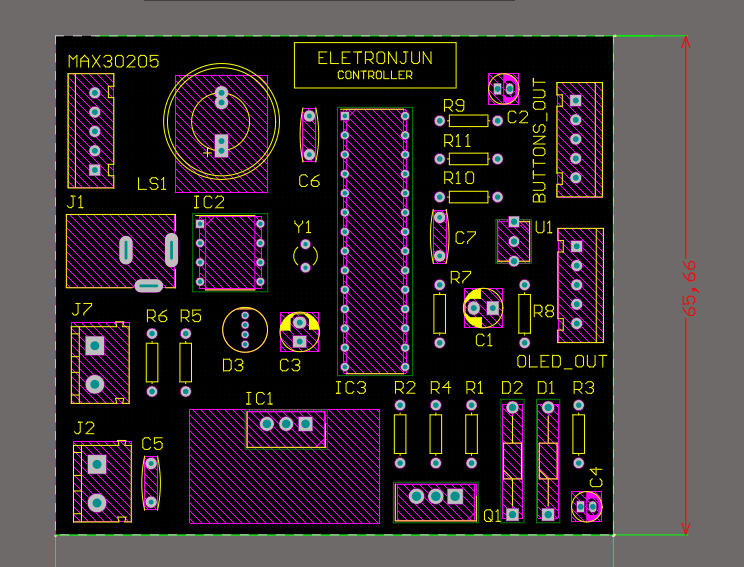 ELETRONJUN
CONTROLLER
MAX30205
R9
C2
BUTTONS_OUT
R11
LS1
C6
R10
J1
IC2
Y1
C7
U1
J7
R6
R5
R7
R8
65,66
D3
C3
C1
OLED_OUT
IC3
IC1
R2
R4
R1
D2
D1
R3
J2
C5
C4
Q1
+